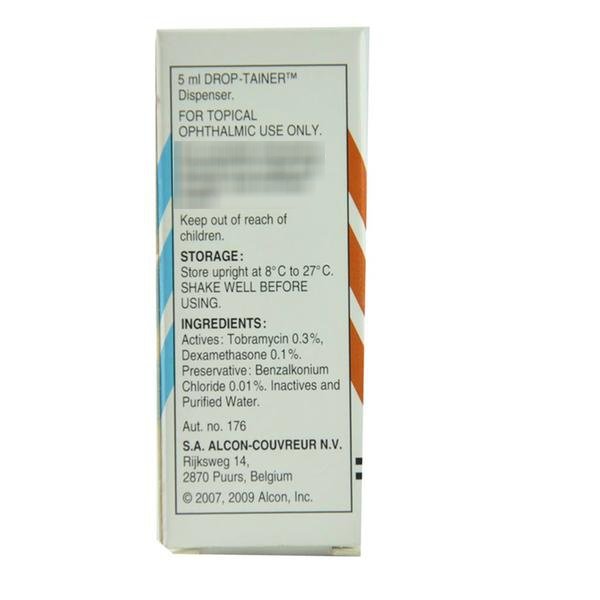 5 ml DROP-TAINER™
Dispenser.
FOR TOPICAL
OPHTHALMIC USE ONLY.
Keep out of reach of
children.
STORAGE:
Store upright at 8°C to 27°C.
SHAKE WELL BEFORE
USING.
INGREDIENTS:
Actives: Tobramycin 0.3%,
Dexamethasone 0.1%.
Preservative: Benzalkonium
Chloride 0.01%. Inactives and
Purified Water.
Aut. no. 176
S.A. ALCON-COUVREUR N.V.
Rijksweg 14,
2870 Puurs, Belgium
© 2007, 2009 Alcon, Inc.